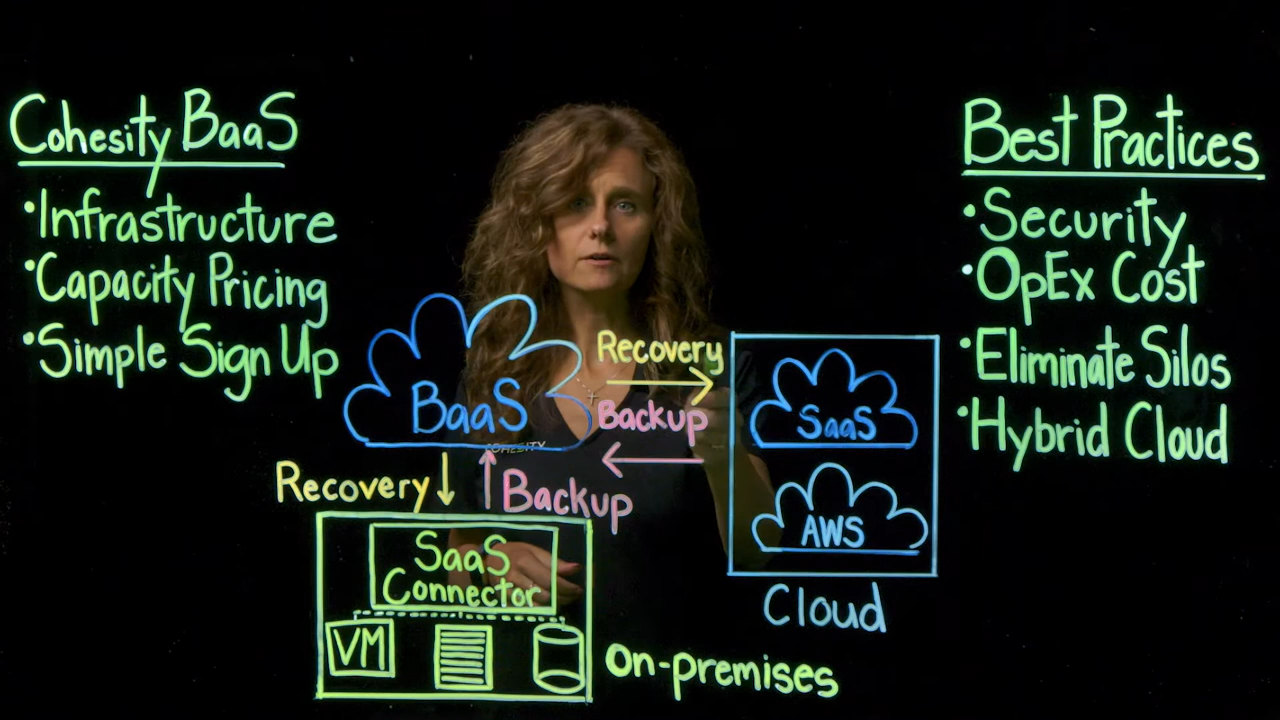 Cohesity BaaS
•Infrastructure
•Capacity Pricing
•Simple Sign Up
Best Practices
•Security
•OpEx Cost
•Eliminate Silos
•Hybrid Cloud
BaaS
COHESITY
Recovery
Backup
SaaS
AWS
Cloud
Recovery
Backup
SaaS
Connector
VM
On-premises